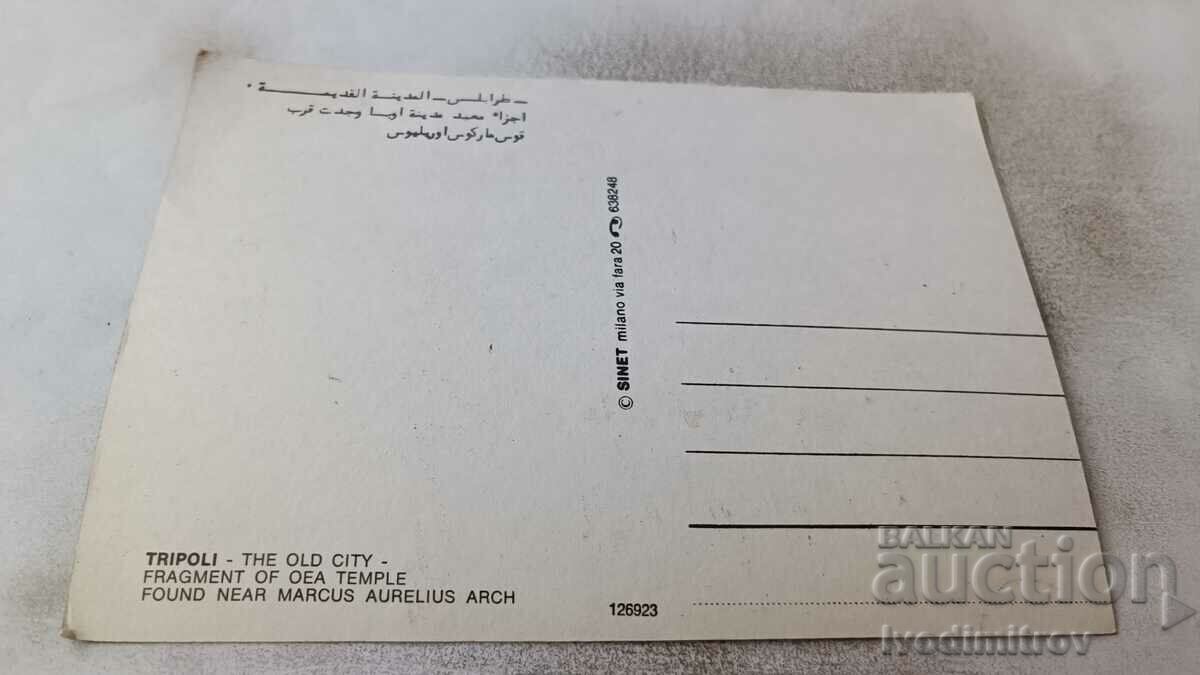 – طرابلس – المدينة القديمة .
اجزاء معبد مدينة اويا وجدت قرب
قوس ماركوس اوريليوس
© SINET milano via fara 20 638248
TRIPOLI - THE OLD CITY -
FRAGMENT OF OEA TEMPLE
FOUND NEAR MARCUS AURELIUS ARCH
126923
BALKAN
auction
Ivodimitrov